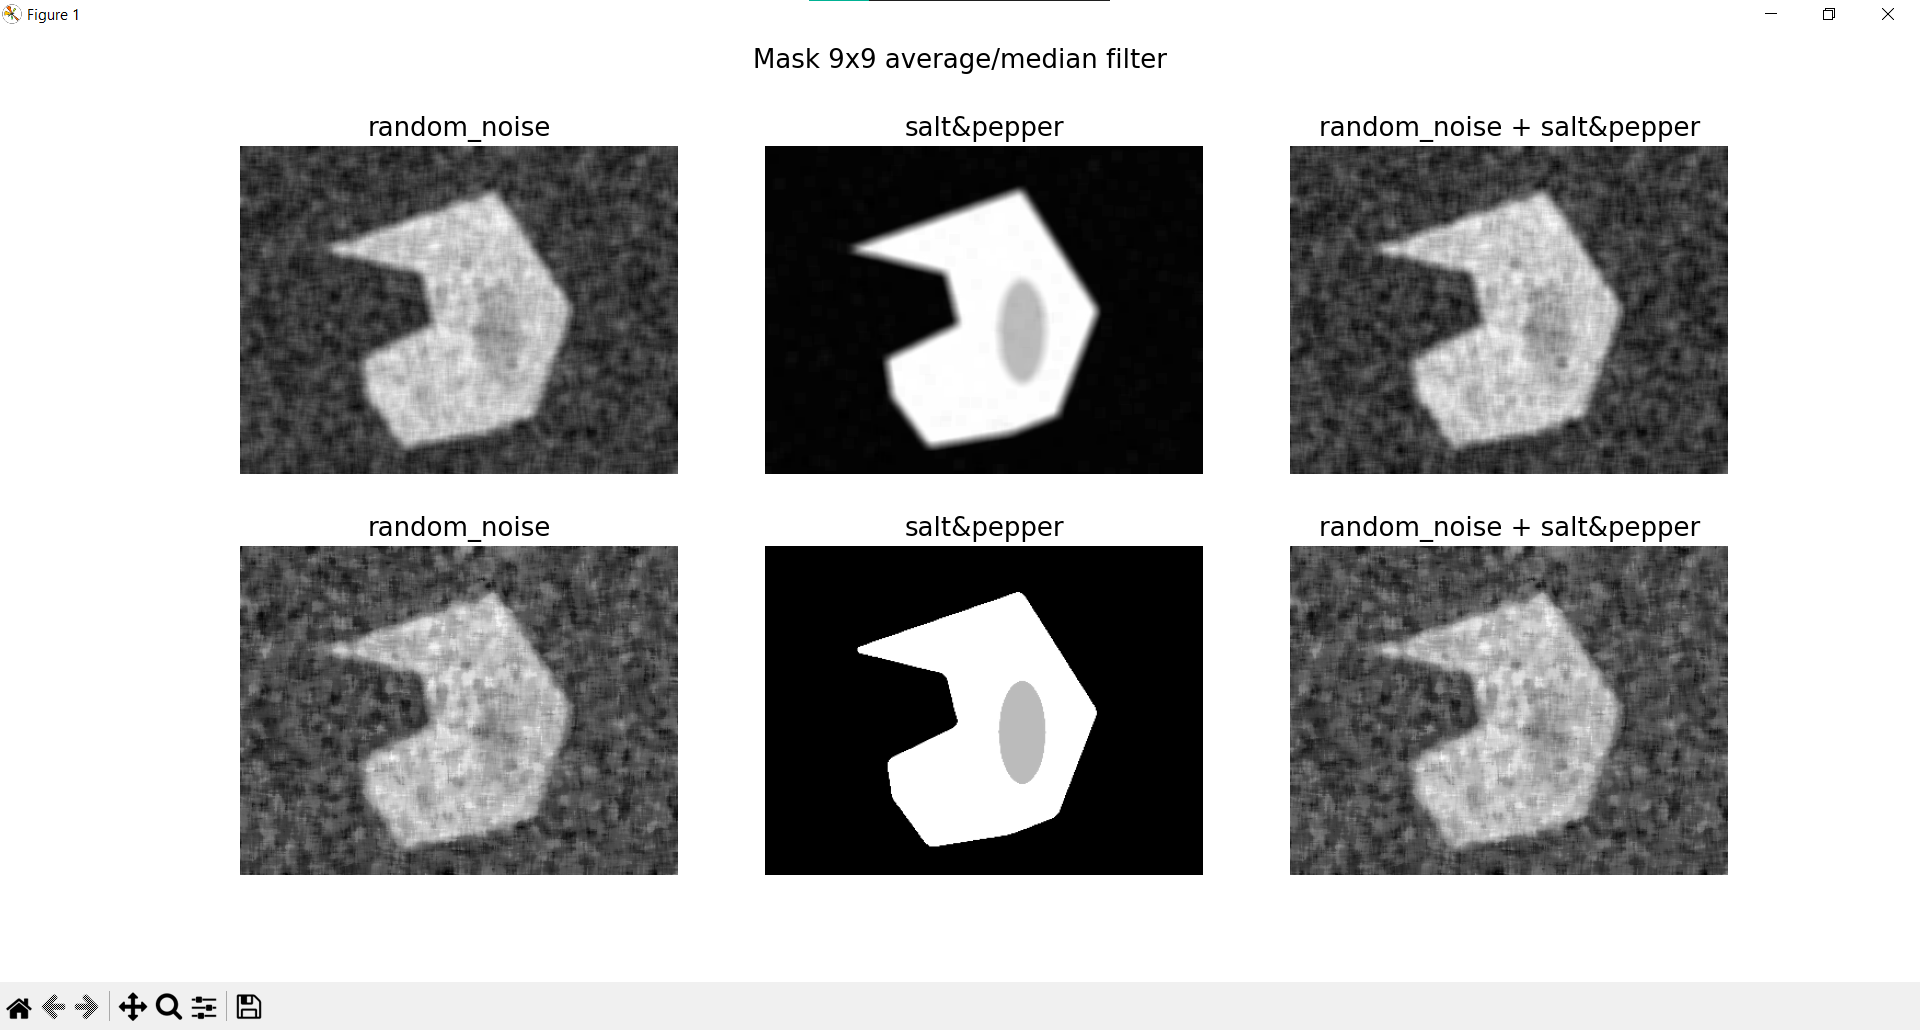 Figure 1
Mask 9x9 average/median filter
random_noise
salt&pepper
random_noise + salt&pepper
random_noise
salt&pepper
random_noise + salt&pepper